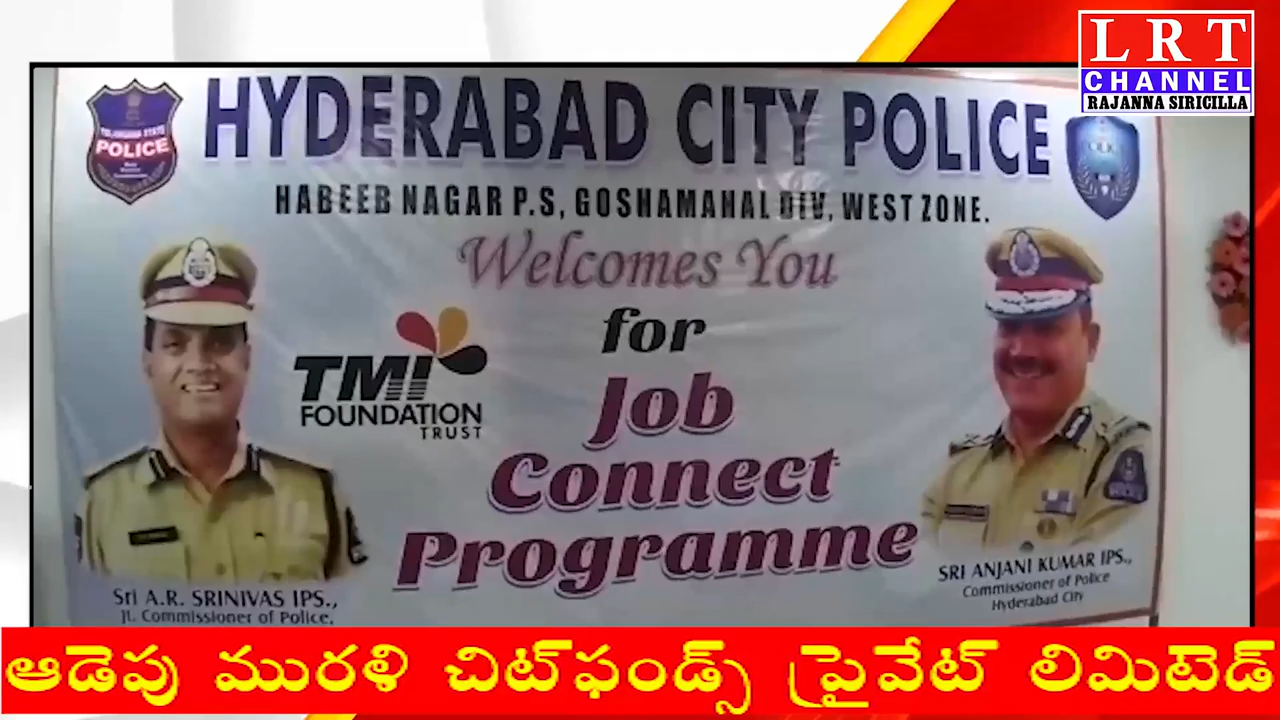 L R T
CHANNEL
RAJANNA SIRICILLA
HYDERABAD CITY POLICE
TELANGANA STATE
POLICE
HABEEB NAGAR P.S, GOSHAMAHAL DIV, WEST ZONE.
Welcomes You
for
TMI
FOUNDATION
TRUST
Job
Connect
Programme
Sri A.R. SRINIVAS IPS.,
Jt. Commissioner of Police.
SRI ANJANI KUMAR IPS.,
Commissioner of Police
Hyderabad City
ఆడెపు మురళి చిట్‌ఫండ్స్ ప్రైవేట్ లిమిటెడ్